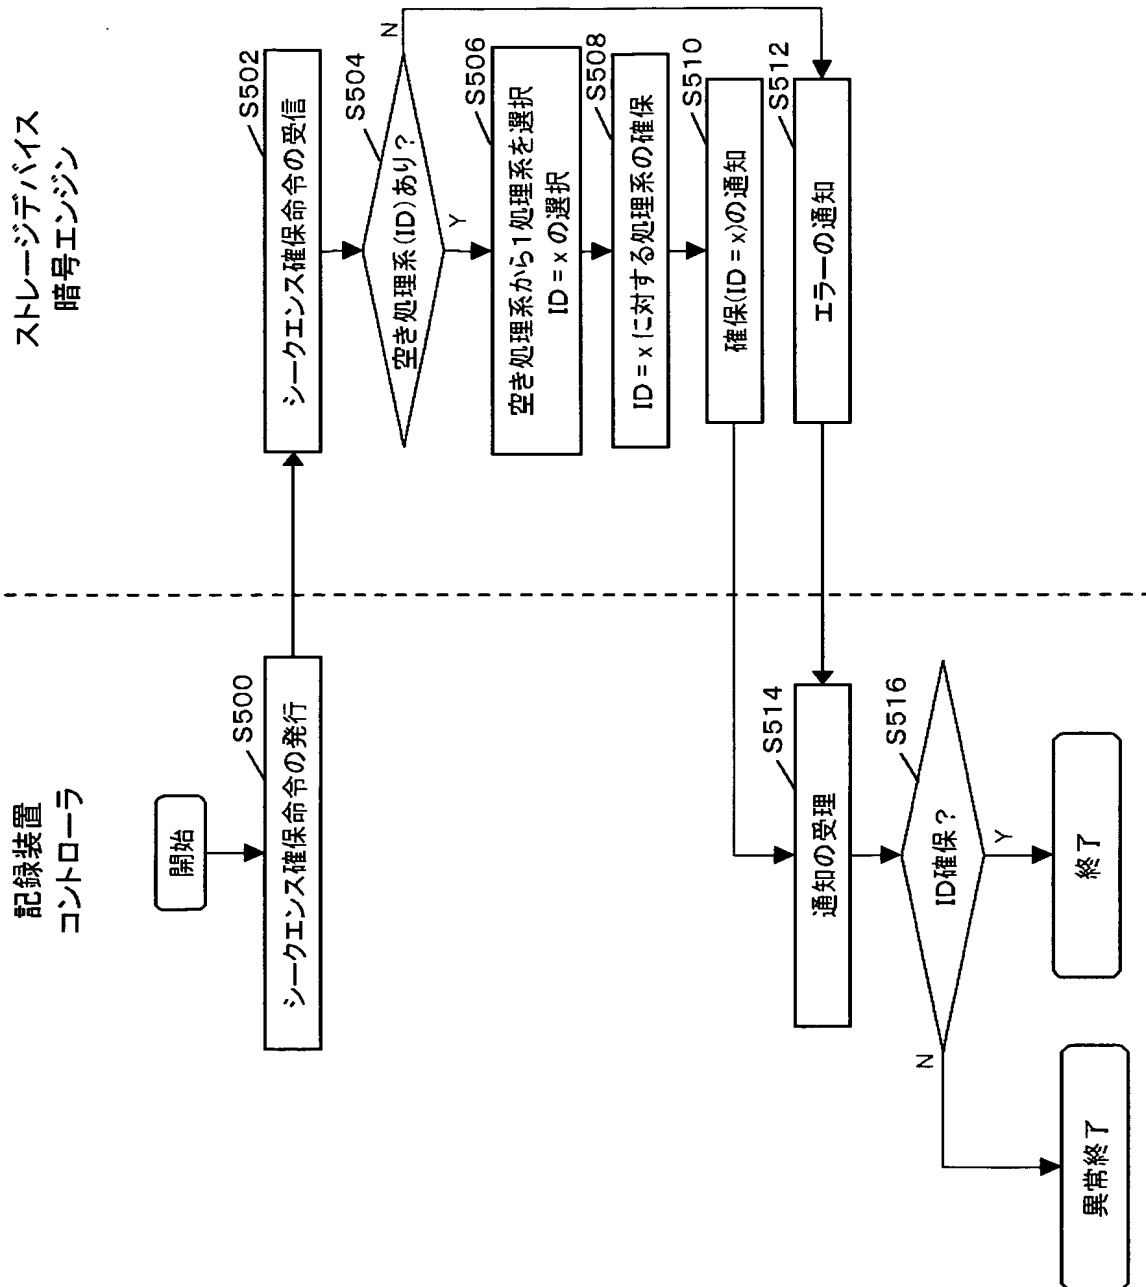 記録装置
コントローラ
ストレージデバイス
暗号エンジン
開始
S500
シークエンス確保命令の発行
S502
シークエンス確保命令の受信
S504
空き処理系(ID)あり?
N
Y
S506
空き処理系から1処理系を選択
ID = x の選択
S508
ID = x に対する処理系の確保
S510
確保(ID = x)の通知
S512
エラーの通知
S514
通知の受理
S516
ID確保?
N
Y
異常終了
終了